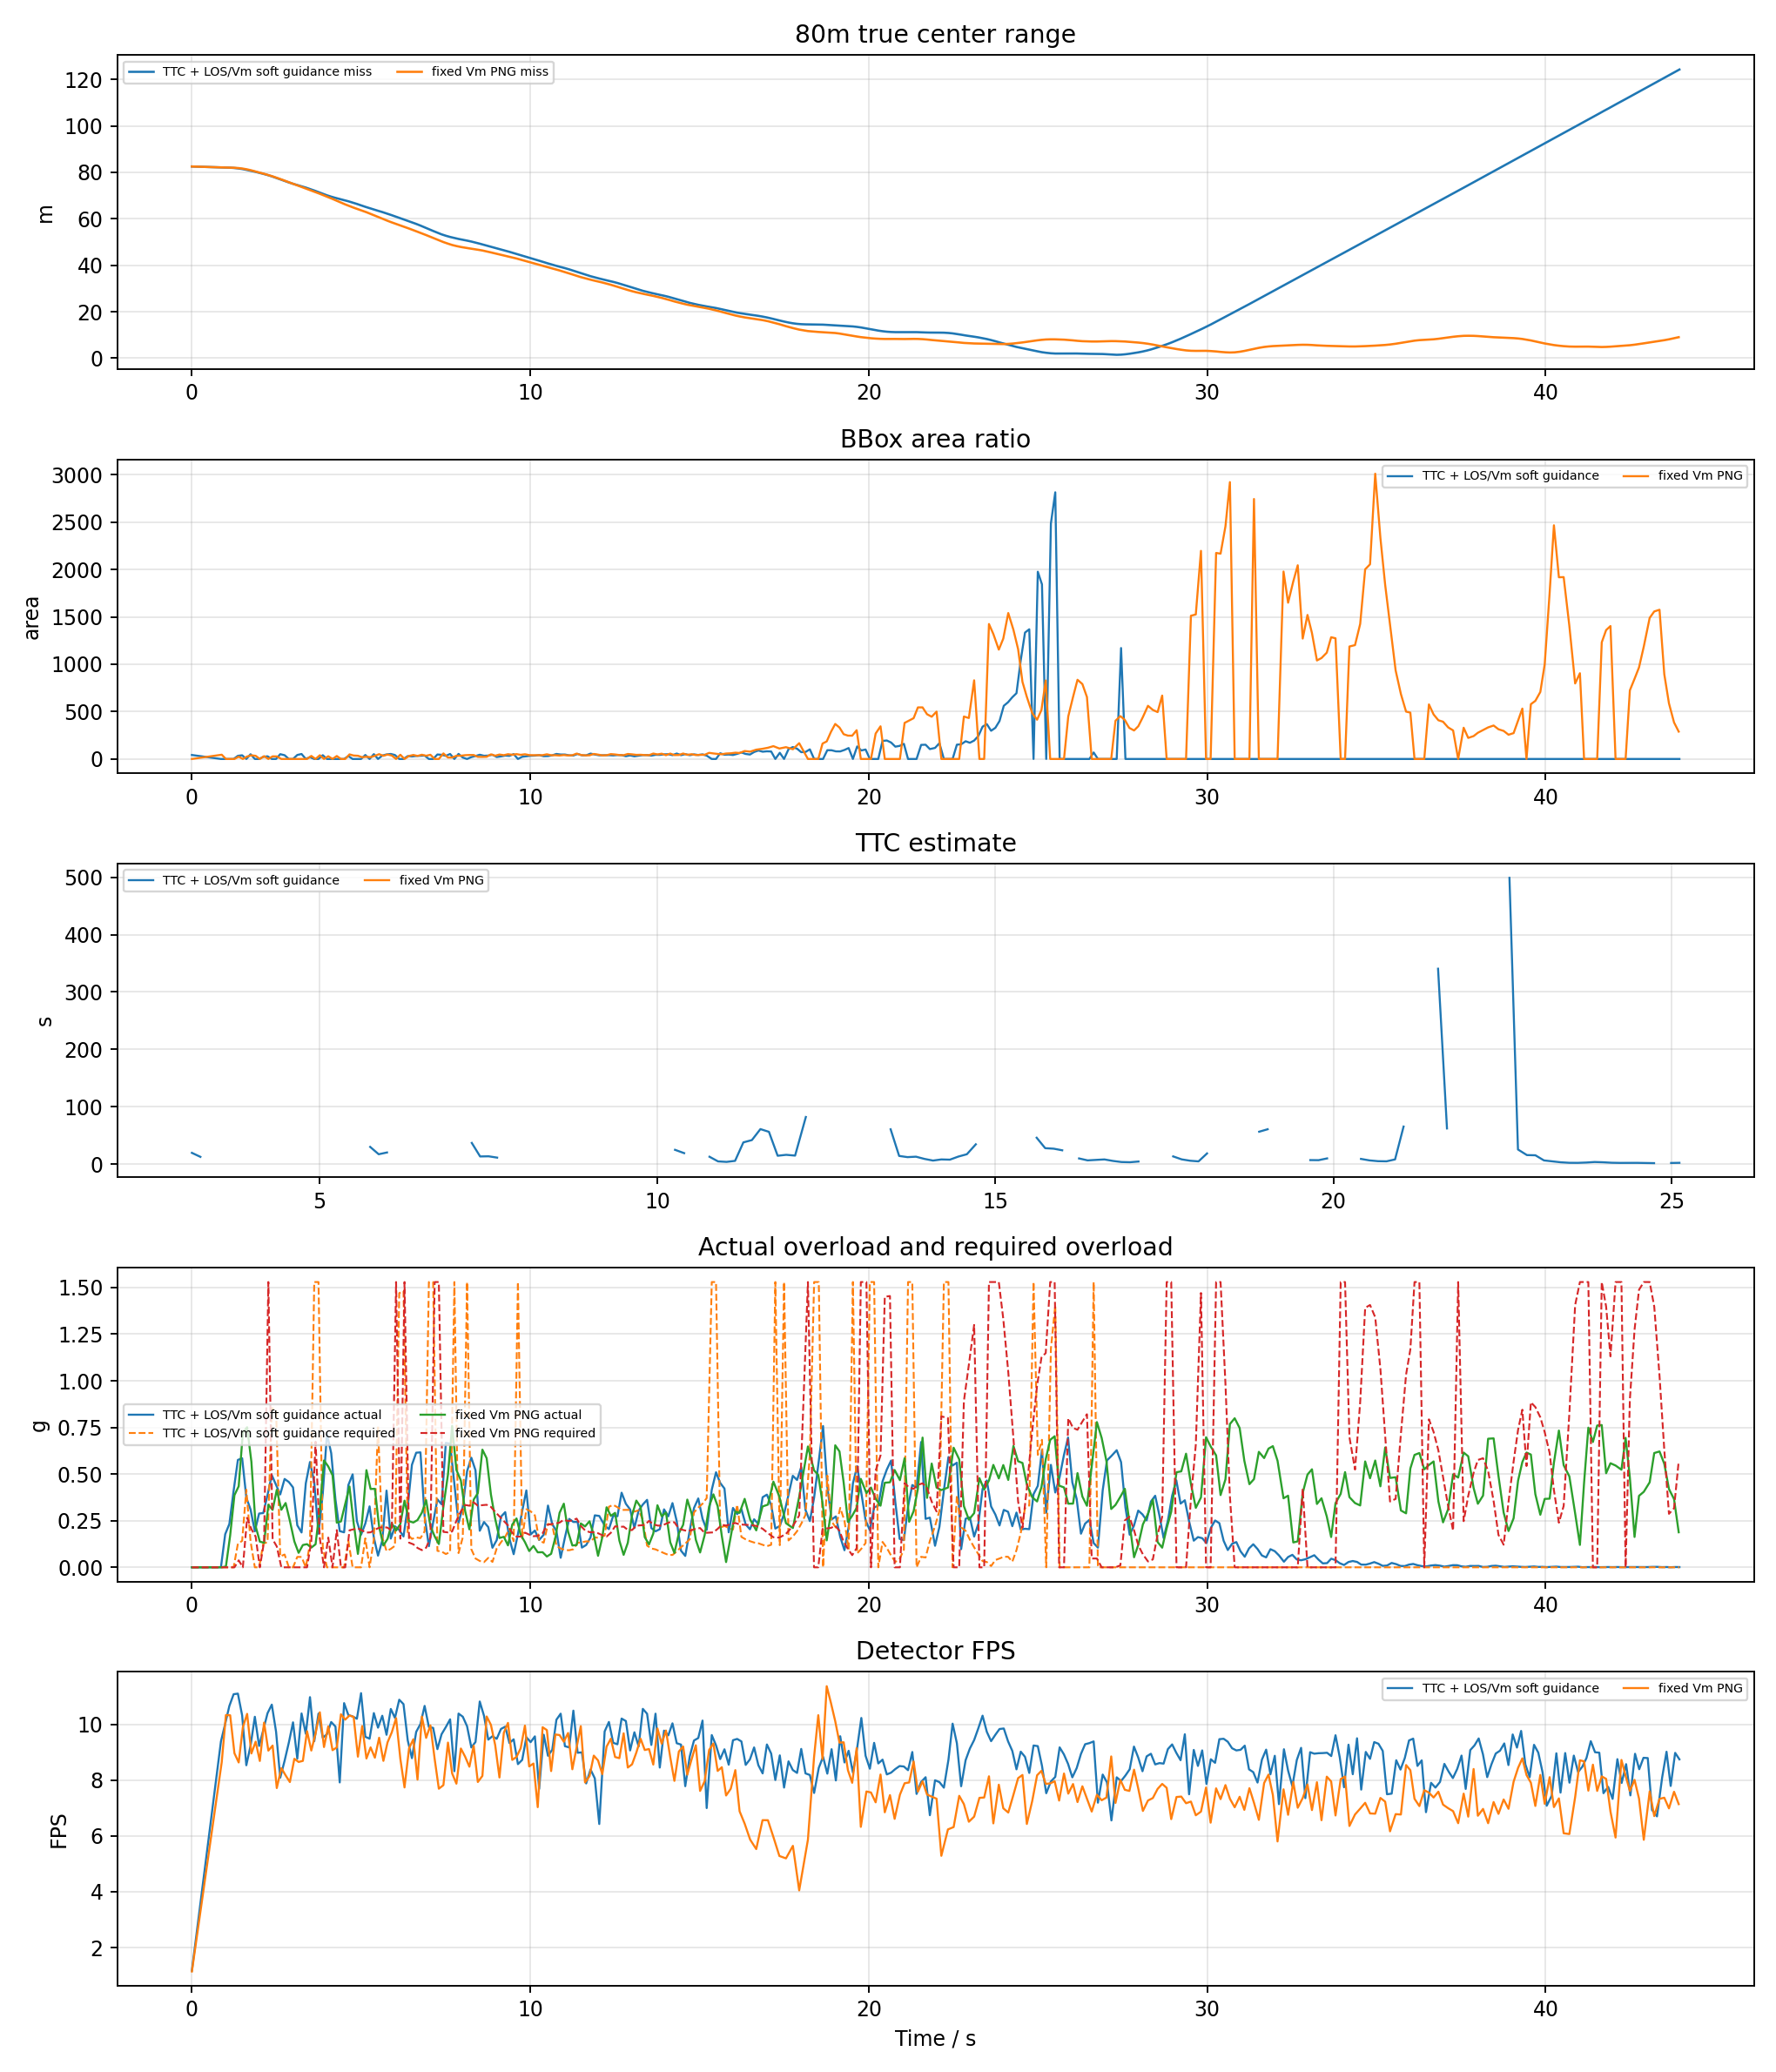 80m true center range
TTC + LOS/Vm soft guidance miss fixed Vm PNG miss
120
100
80
60
40
20
0
m
0 10 20 30 40
BBox area ratio
TTC + LOS/Vm soft guidance fixed Vm PNG
3000
2500
2000
1500
1000
500
0
area
0 10 20 30 40
TTC estimate
TTC + LOS/Vm soft guidance fixed Vm PNG
500
400
300
200
100
0
s
5 10 15 20 25
Actual overload and required overload
1.50
1.25
1.00
0.75
0.50
0.25
0.00
g
TTC + LOS/Vm soft guidance actual fixed Vm PNG actual
TTC + LOS/Vm soft guidance required fixed Vm PNG required
0 10 20 30 40
Detector FPS
TTC + LOS/Vm soft guidance fixed Vm PNG
10
8
6
4
2
FPS
0 10 20 30 40
Time / s